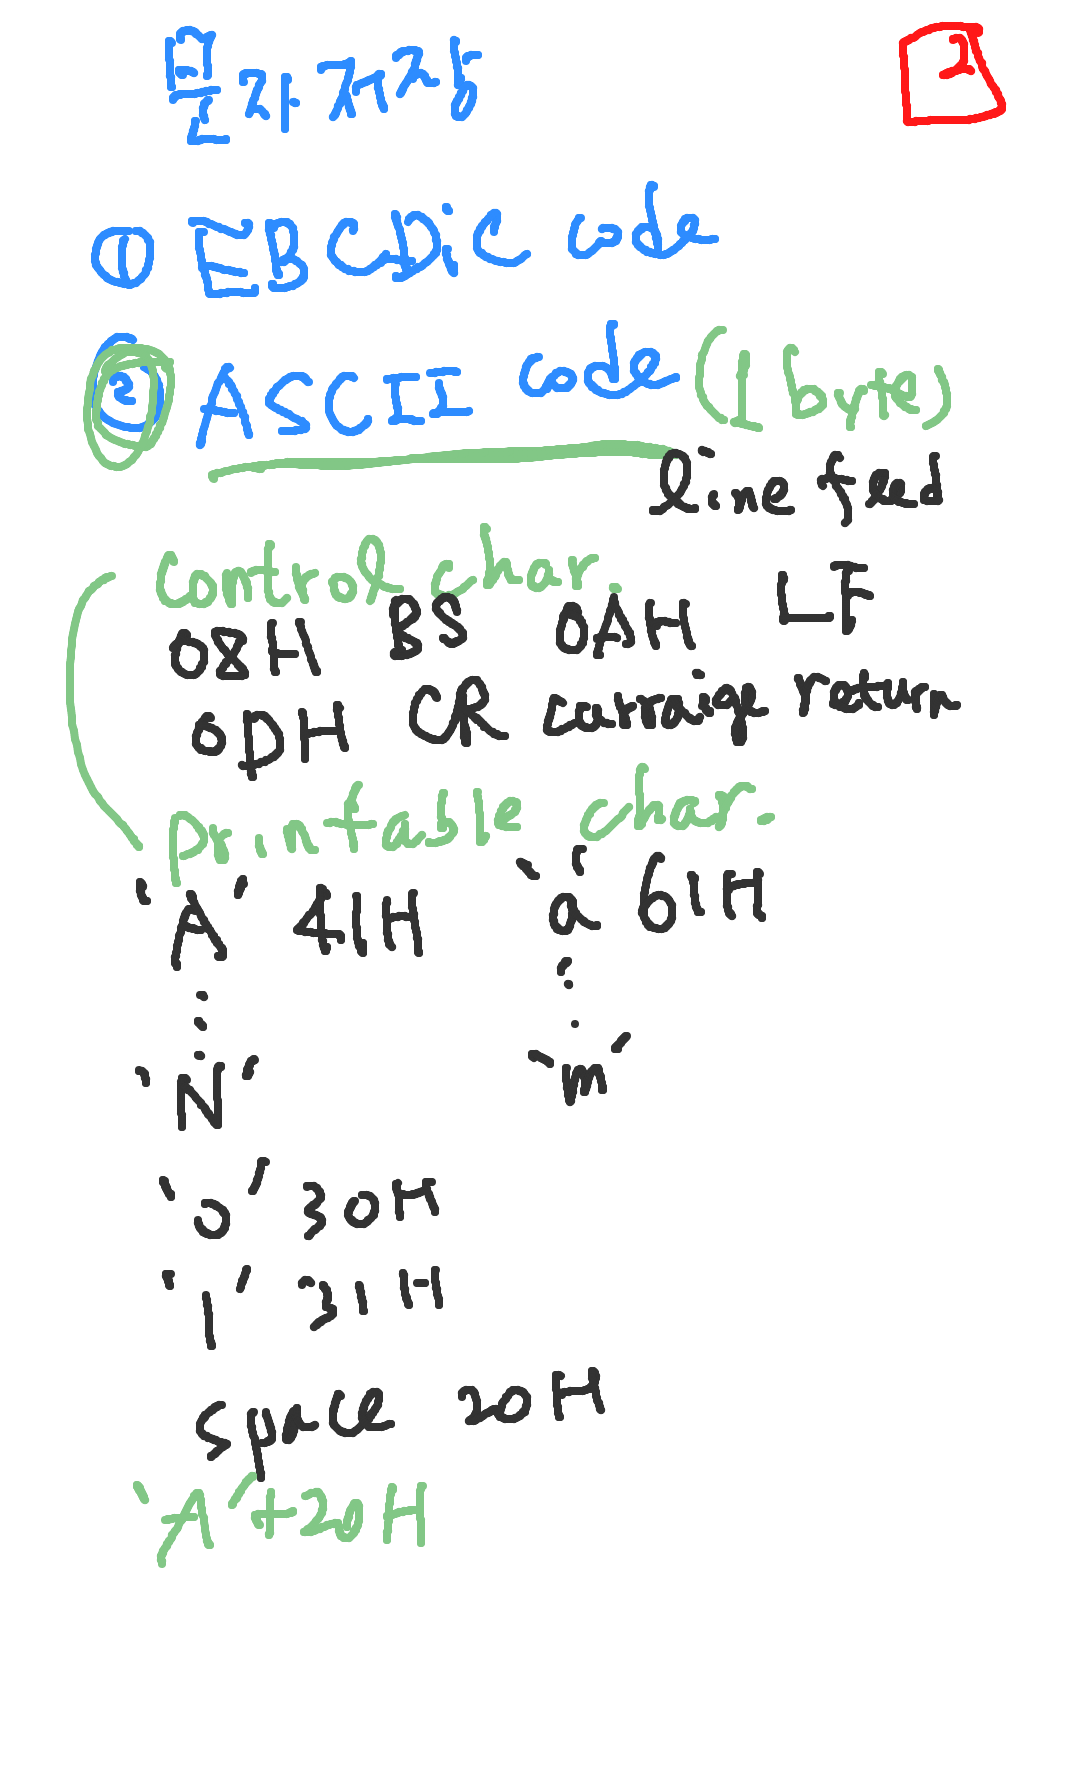 문자저장
2
① EBCDiC code
② ASCII code (1 byte)
line feed
control char.
08H BS 0AH LF
0DH CR carraige return
printable char.
'A' 41H 'a' 61H
'N' 'm'
'0' 30H
'1' 31H
space 20H
'A'+20H